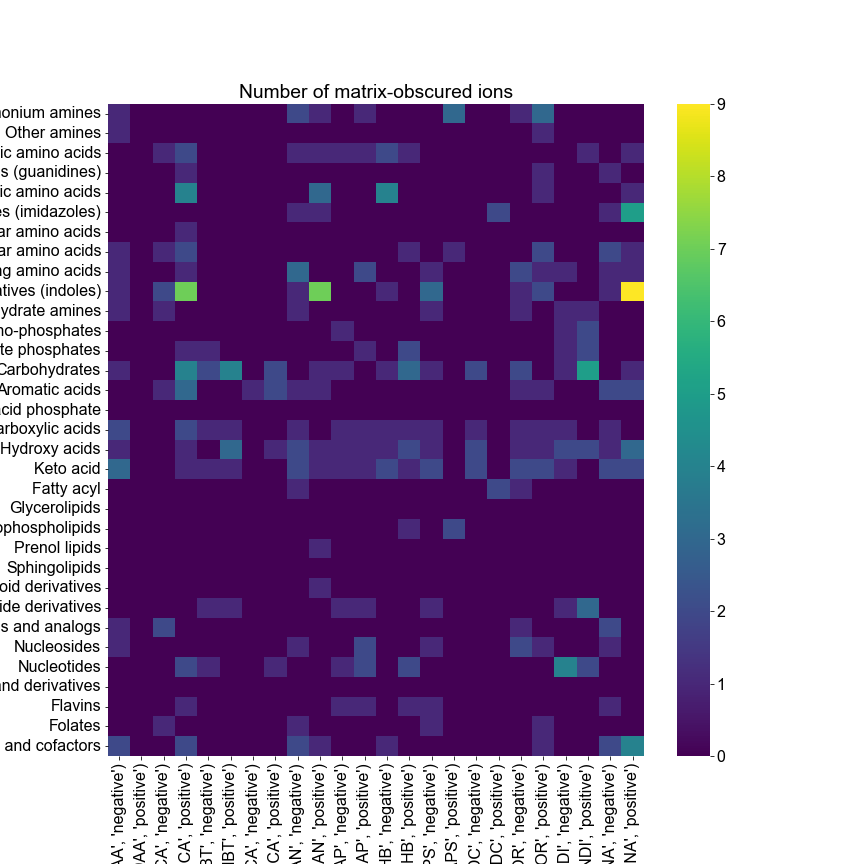 Number of matrix-obscured ions
onium amines
Other amines
ic amino acids
s (guanidines)
ic amino acids
es (imidazoles)
ar amino acids
ar amino acids
ng amino acids
atives (indoles)
ydrate amines
no-phosphates
te phosphates
Carbohydrates
Aromatic acids
acid phosphate
arboxylic acids
Hydroxy acids
Keto acid
Fatty acyl
Glycerolipids
ophospholipids
Prenol lipids
Sphingolipids
oid derivatives
ide derivatives
s and analogs
Nucleosides
Nucleotides
and derivatives
Flavins
Folates
and cofactors
9
8
7
6
5
4
3
2
1
0
AA', 'negative')
AA', 'positive')
CA', 'negative')
CA', 'positive')
BT', 'negative')
IBT', 'positive')
CA', 'negative')
CA', 'positive')
AN', 'negative')
AN', 'positive')
AP', 'negative')
AP', 'positive')
HB', 'negative')
HB', 'positive')
PS', 'negative')
PS', 'positive')
DC', 'negative')
DC', 'positive')
OR', 'negative')
OR', 'positive')
DI', 'negative')
NDI', 'positive')
NA', 'negative')
NA', 'positive')